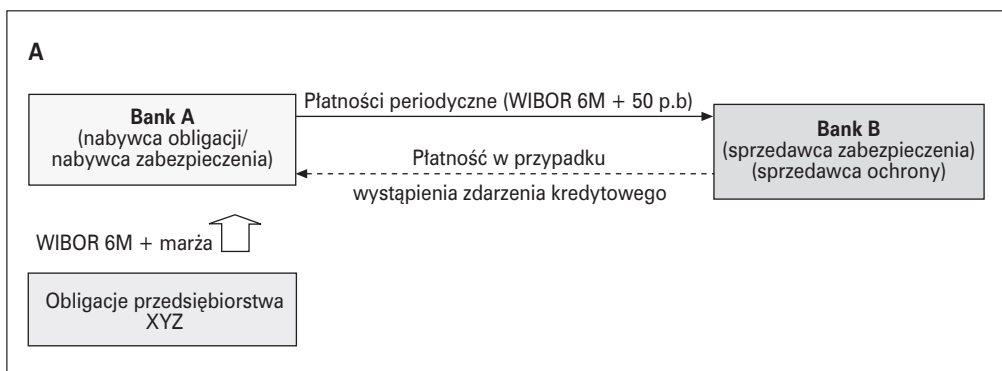 A
Bank A
(nabywca obligacji/
nabywca zabezpieczenia)
Płatności periodyczne (WIBOR 6M + 50 p.b)
Płatność w przypadku
wystąpienia zdarzenia kredytowego
Bank B
(sprzedawca zabezpieczenia)
(sprzedawca ochrony)
WIBOR 6M + marża
Obligacje przedsiębiorstwa
XYZ